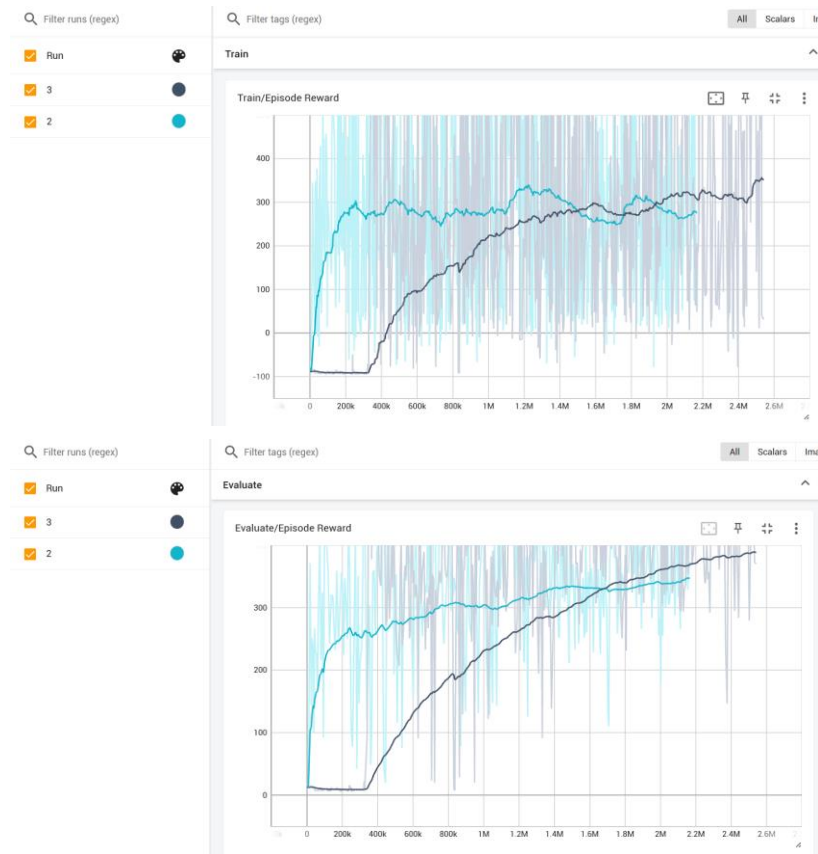 Filter runs (regex)
Filter tags (regex)
All
Scalars
Run
Train
3
Train/Episode Reward
2
400
300
200
100
0
-100
0 200k 400k 600k 800k 1M 1.2M 1.4M 1.6M 1.8M 2M 2.2M 2.4M 2.6M
Filter runs (regex)
Filter tags (regex)
All
Scalars
Ima
Run
Evaluate
3
Evaluate/Episode Reward
2
300
200
100
0
0 200k 400k 600k 800k 1M 1.2M 1.4M 1.6M 1.8M 2M 2.2M 2.4M 2.6M